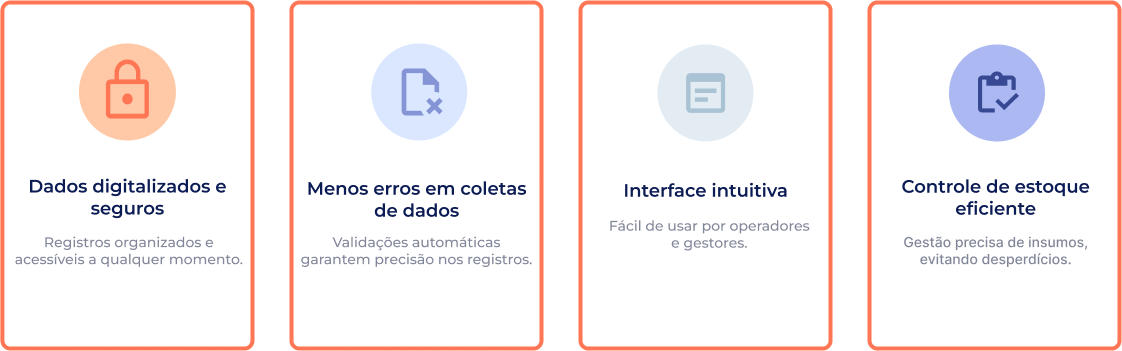 Dados digitalizados e
seguros
Registros organizados e
acessíveis a qualquer momento.
Menos erros em coletas
de dados
Validações automáticas
garantem precisão nos registros.
Interface intuitiva
Fácil de usar por operadores
e gestores.
Controle de estoque
eficiente
Gestão precisa de insumos,
evitando desperdícios.